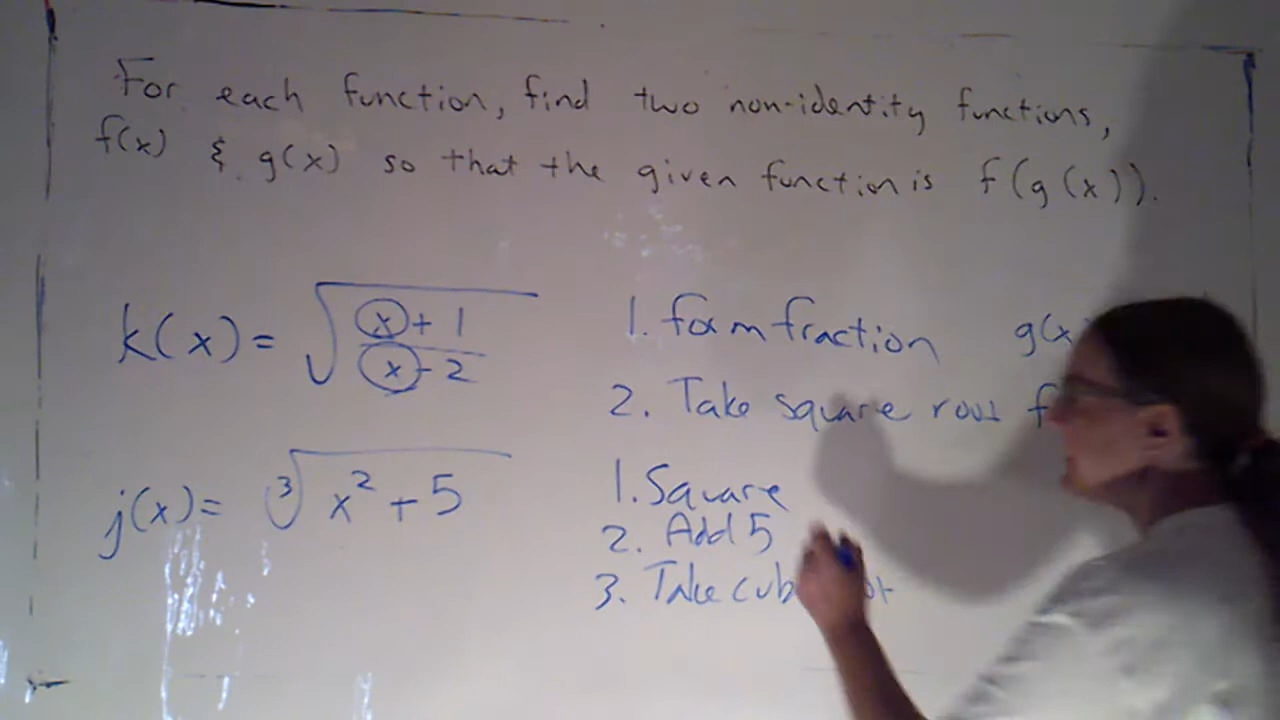 For each function, find two non-identity functions,
f(x) & g(x) so that the given function is f(g(x)).
k(x) = √((x+1)/(x-2))
1. form fraction g(x
2. Take square root f
j(x) = ∛(x² + 5)
1. Square
2. Add 5
3. Take cub ot